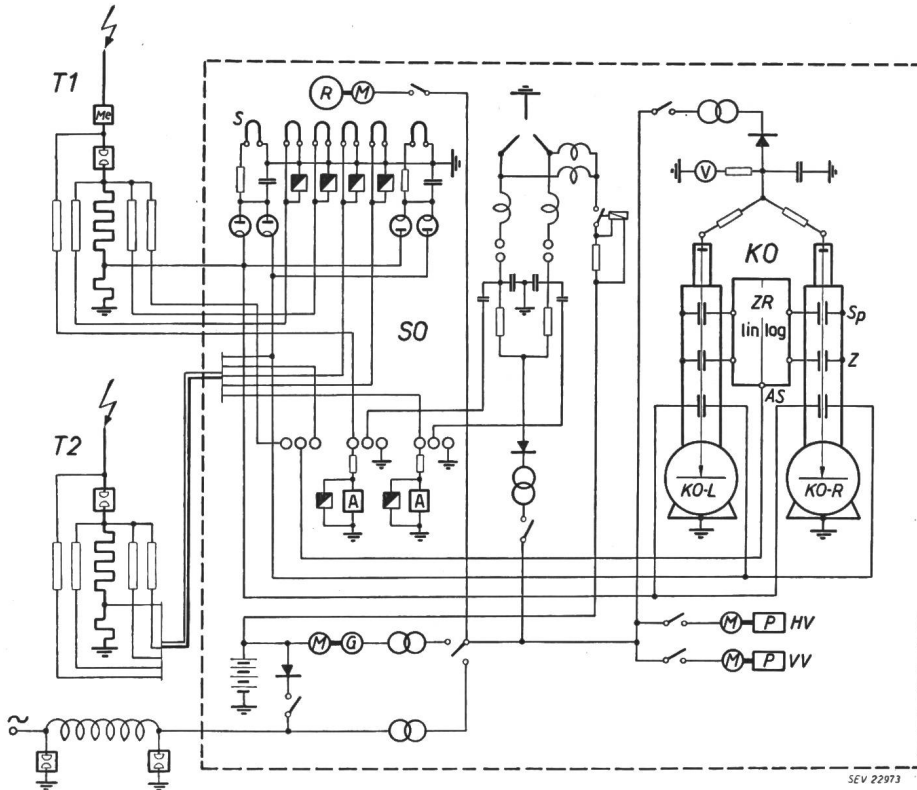 T1
Me
R M
S
V
KO
ZR
lin log
Sp
Z
AS
SO
T2
A A
KO-L KO-R
M G
M P HV
M P VV
~
SEV 22973